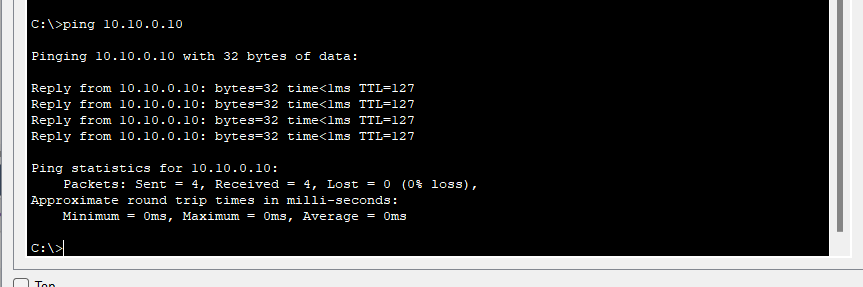 C:\>ping 10.10.0.10
Pinging 10.10.0.10 with 32 bytes of data:
Reply from 10.10.0.10: bytes=32 time<1ms TTL=127
Reply from 10.10.0.10: bytes=32 time<1ms TTL=127
Reply from 10.10.0.10: bytes=32 time<1ms TTL=127
Reply from 10.10.0.10: bytes=32 time<1ms TTL=127
Ping statistics for 10.10.0.10:
    Packets: Sent = 4, Received = 4, Lost = 0 (0% loss),
Approximate round trip times in milli-seconds:
    Minimum = 0ms, Maximum = 0ms, Average = 0ms
C:\>
Top